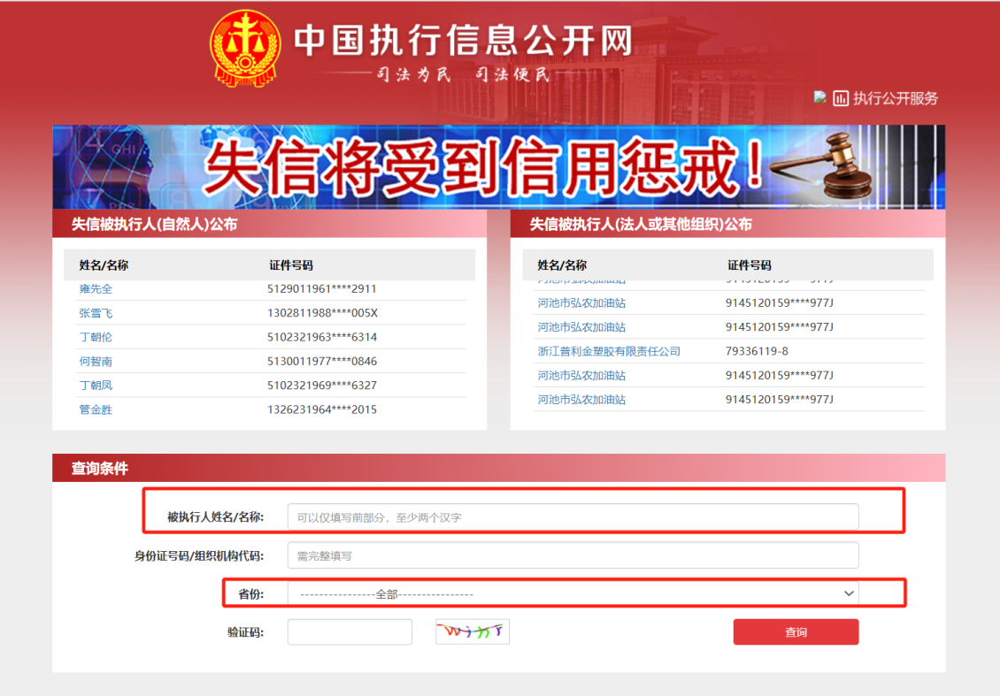 中国执行信息公开网
司法为民 司法便民
执行公开服务
失信将受到信用惩戒!
失信被执行人(自然人)公布
姓名/名称 证件号码
雍先全 5129011961****2911
张雪飞 1302811988****005X
丁朝伦 5102321963****6314
何智南 5130011977****0846
丁朝凤 5102321969****6327
管金胜 1326231964****2015
失信被执行人(法人或其他组织)公布
姓名/名称 证件号码
河池市弘农加油站 9145120159****977J
河池市弘农加油站 9145120159****977J
河池市弘农加油站 9145120159****977J
浙江普利金塑胶有限责任公司 79336119-8
河池市弘农加油站 9145120159****977J
河池市弘农加油站 9145120159****977J
查询条件
被执行人姓名/名称: 可以仅填写前部分，至少两个汉字
身份证号码/组织机构代码: 需完整填写
省份: ----------------全部----------------
验证码: 查询